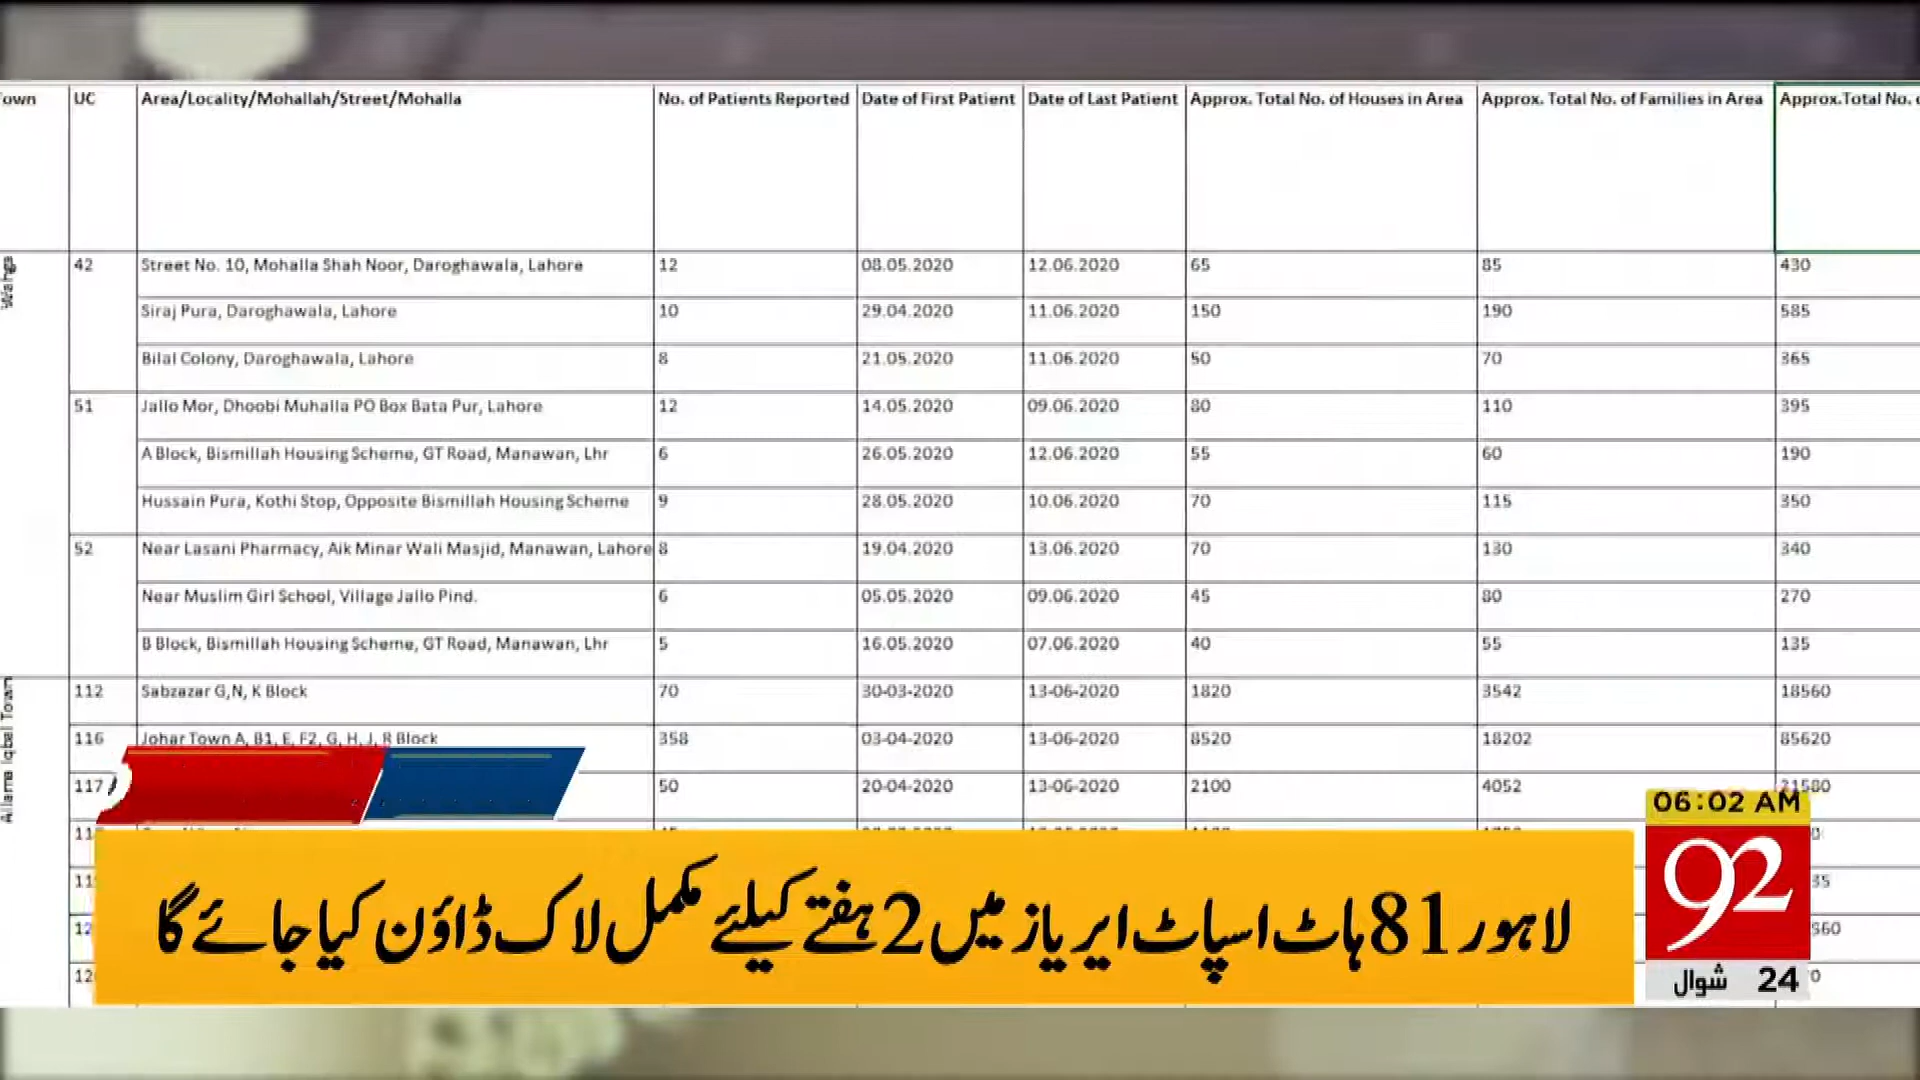 UC Area/Locality/Mohallah/Street/Mohalla No. of Patients Reported Date of First Patient Date of Last Patient Approx. Total No. of Houses in Area Approx. Total No. of Families in Area Approx.Total No.
Wahga
42 Street No. 10, Mohalla Shah Noor, Daroghawala, Lahore 12 08.05.2020 12.06.2020 65 85 430
Siraj Pura, Daroghawala, Lahore 10 29.04.2020 11.06.2020 150 190 585
Bilal Colony, Daroghawala, Lahore 8 21.05.2020 11.06.2020 50 70 365
51 Jallo Mor, Dhoobi Muhalla PO Box Bata Pur, Lahore 12 14.05.2020 09.06.2020 80 110 395
A Block, Bismillah Housing Scheme, GT Road, Manawan, Lhr 6 26.05.2020 12.06.2020 55 60 190
Hussain Pura, Kothi Stop, Opposite Bismillah Housing Scheme 9 28.05.2020 10.06.2020 70 115 350
52 Near Lasani Pharmacy, Aik Minar Wali Masjid, Manawan, Lahore 8 19.04.2020 13.06.2020 70 130 340
Near Muslim Girl School, Village Jallo Pind. 6 05.05.2020 09.06.2020 45 80 270
B Block, Bismillah Housing Scheme, GT Road, Manawan, Lhr 5 16.05.2020 07.06.2020 40 55 135
Allama Iqbal Town
112 Sabzazar G,N, K Block 70 30-03-2020 13-06-2020 1820 3542 18560
116 Johar Town A, B1, E, F2, G, H, J, R Block 358 03-04-2020 13-06-2020 8520 18202 85620
117 50 20-04-2020 13-06-2020 2100 4052 21580
06:02 AM
92
24 شوال
لاہور 81 ہاٹ اسپاٹ ایریاز میں 2 ہفتے کیلئے مکمل لاک ڈاؤن کیا جائے گا